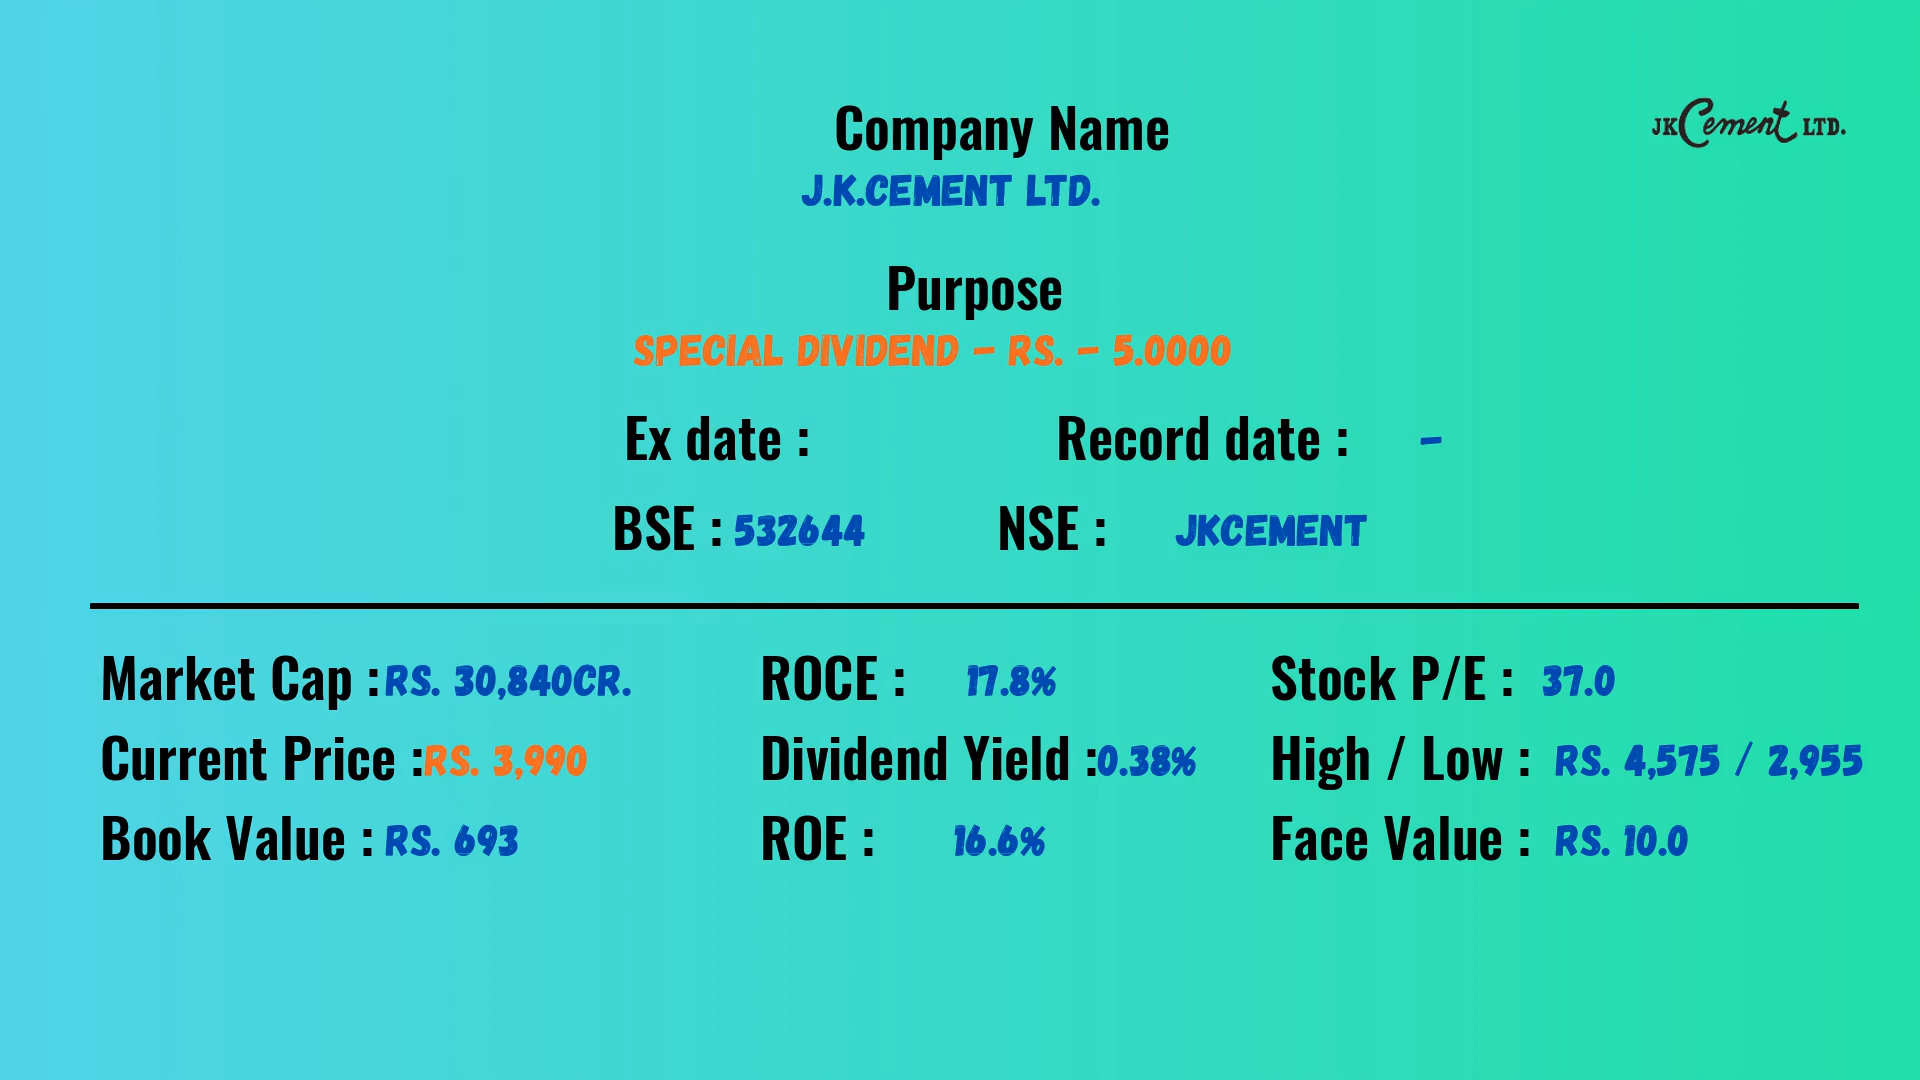 Company Name
JK Cement LTD.
J.K.CEMENT LTD.
Purpose
SPECIAL DIVIDEND - RS. - 5.0000
Ex date :
Record date : -
BSE : 532644
NSE : JKCEMENT
Market Cap : RS. 30,840CR.
ROCE : 17.8%
Stock P/E : 37.0
Current Price : RS. 3,990
Dividend Yield : 0.38%
High / Low : RS. 4,575 / 2,955
Book Value : RS. 693
ROE : 16.6%
Face Value : RS. 10.0